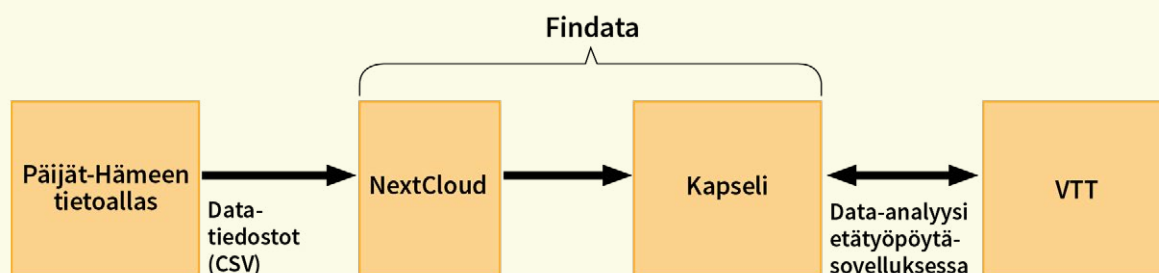 Findata
Päijät-Hämeen
tietoallas
NextCloud
Kapseli
VTT
Data-
tiedostot
(CSV)
Data-analyysi
etätyöpöytä-
sovelluksessa